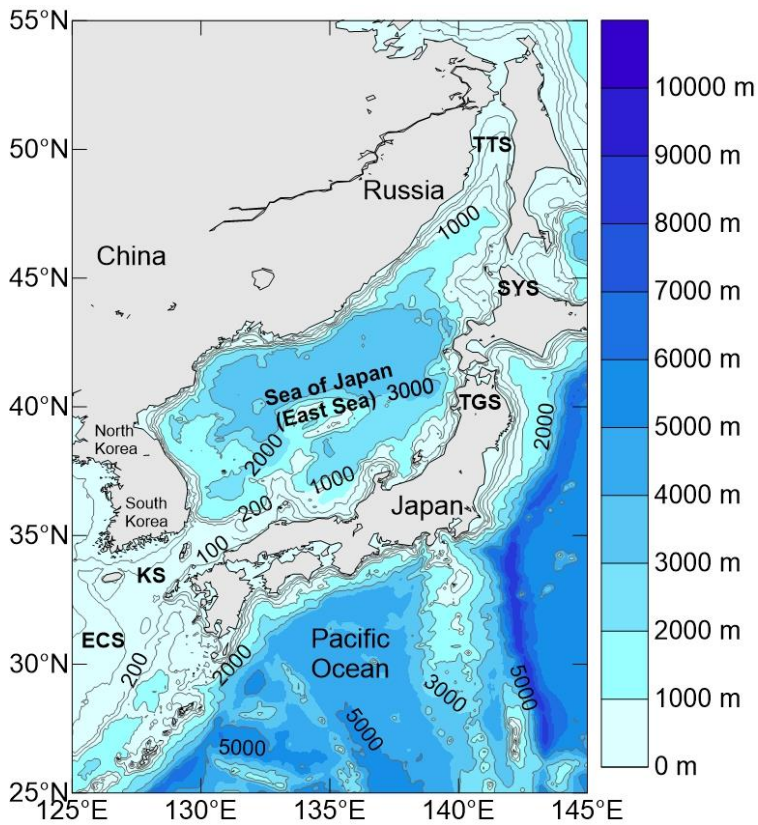 55°N
50°N
45°N
40°N
35°N
30°N
25°N
125°E
130°E
135°E
140°E
145°E
TTS
Russia
1000
China
SYS
Sea of Japan
(East Sea)
3000
TGS
2000
North
Korea
2000
South
Korea
1000
200
Japan
100
KS
ECS
Pacific
Ocean
200
2000
3000
5000
5000
5000
10000 m
9000 m
8000 m
7000 m
6000 m
5000 m
4000 m
3000 m
2000 m
1000 m
0 m